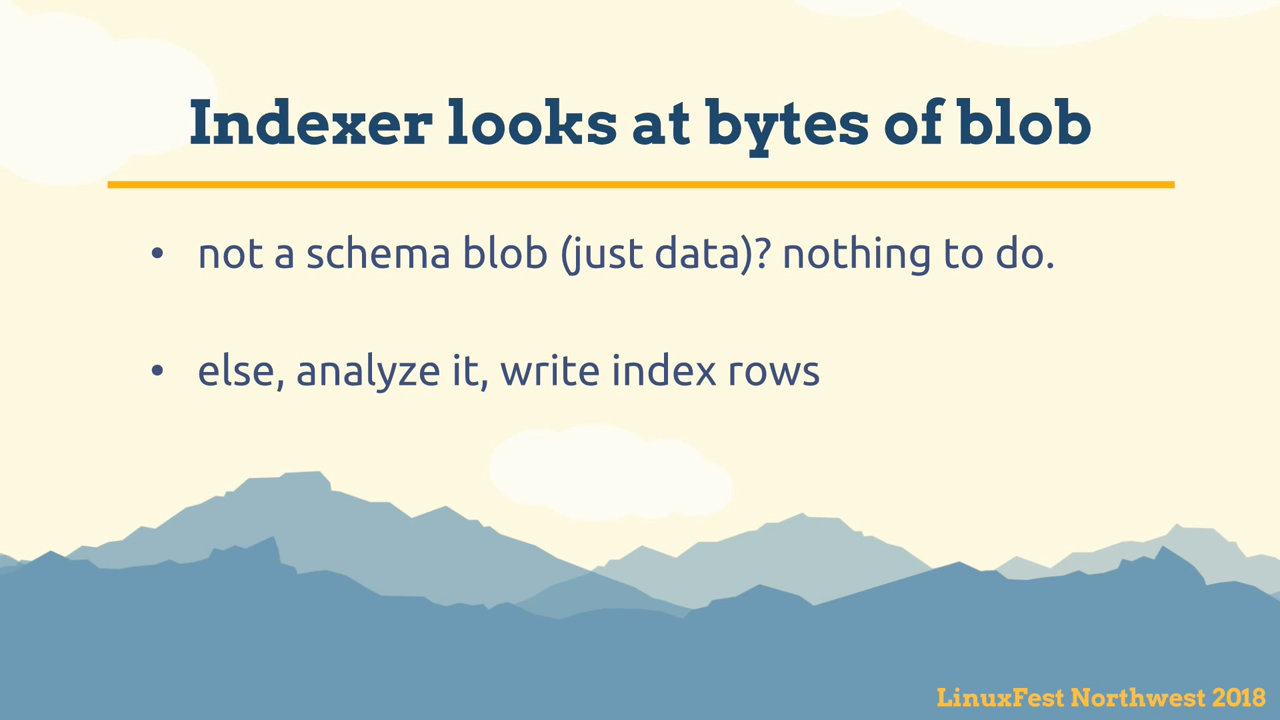 Indexer looks at bytes of blob
• not a schema blob (just data)? nothing to do.
• else, analyze it, write index rows
LinuxFest Northwest 2018